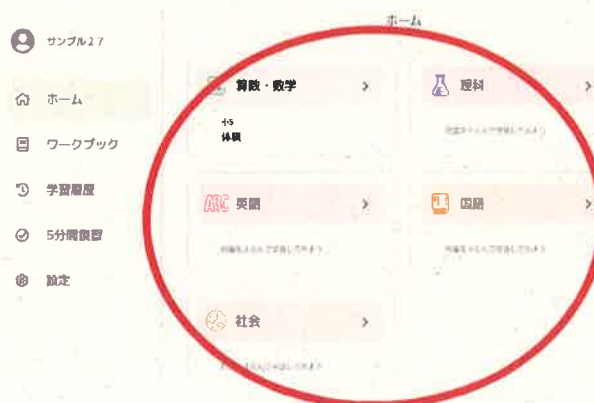 ホーム
サンプル27
ホーム
ワークブック
学習履歴
5分間復習
設定
算数・数学
小5
体験
理科
ABC 英語
国語
社会